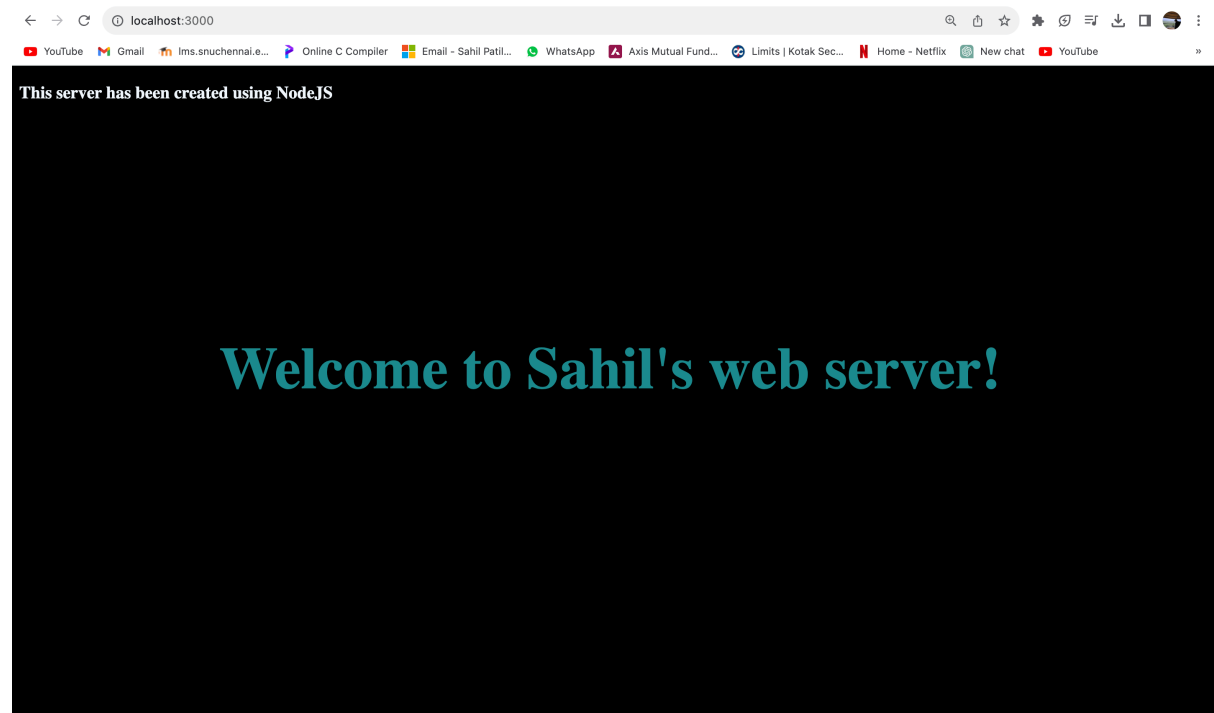 localhost:3000
YouTube Gmail lms.snuchennai.e... Online C Compiler Email - Sahil Patil... WhatsApp Axis Mutual Fund... Limits | Kotak Sec... Home - Netflix New chat YouTube »
This server has been created using NodeJS
Welcome to Sahil's web server!